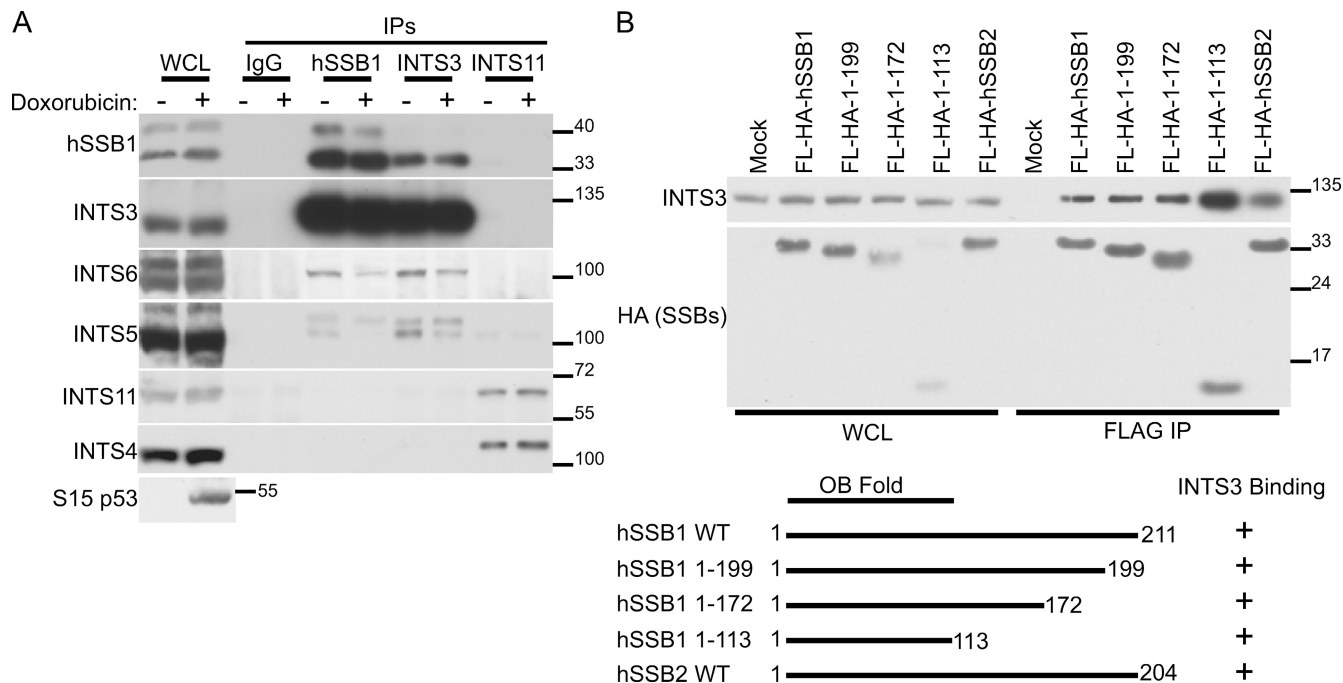 A
IPs
WCL IgG hSSB1 INTS3 INTS11
Doxorubicin: - + - + - + - + - +
hSSB1 40
33
INTS3 135
100
INTS6 100
INTS5 100
INTS11 72
55
INTS4 100
S15 p53 55
B
Mock FL-HA-hSSB1 FL-HA-1-199 FL-HA-1-172 FL-HA-1-113 FL-HA-hSSB2 Mock FL-HA-hSSB1 FL-HA-1-199 FL-HA-1-172 FL-HA-1-113 FL-HA-hSSB2
INTS3 135
33
24
HA (SSBs)
17
WCL FLAG IP
OB Fold INTS3 Binding
hSSB1 WT 1 211 +
hSSB1 1-199 1 199 +
hSSB1 1-172 1 172 +
hSSB1 1-113 1 113 +
hSSB2 WT 1 204 +